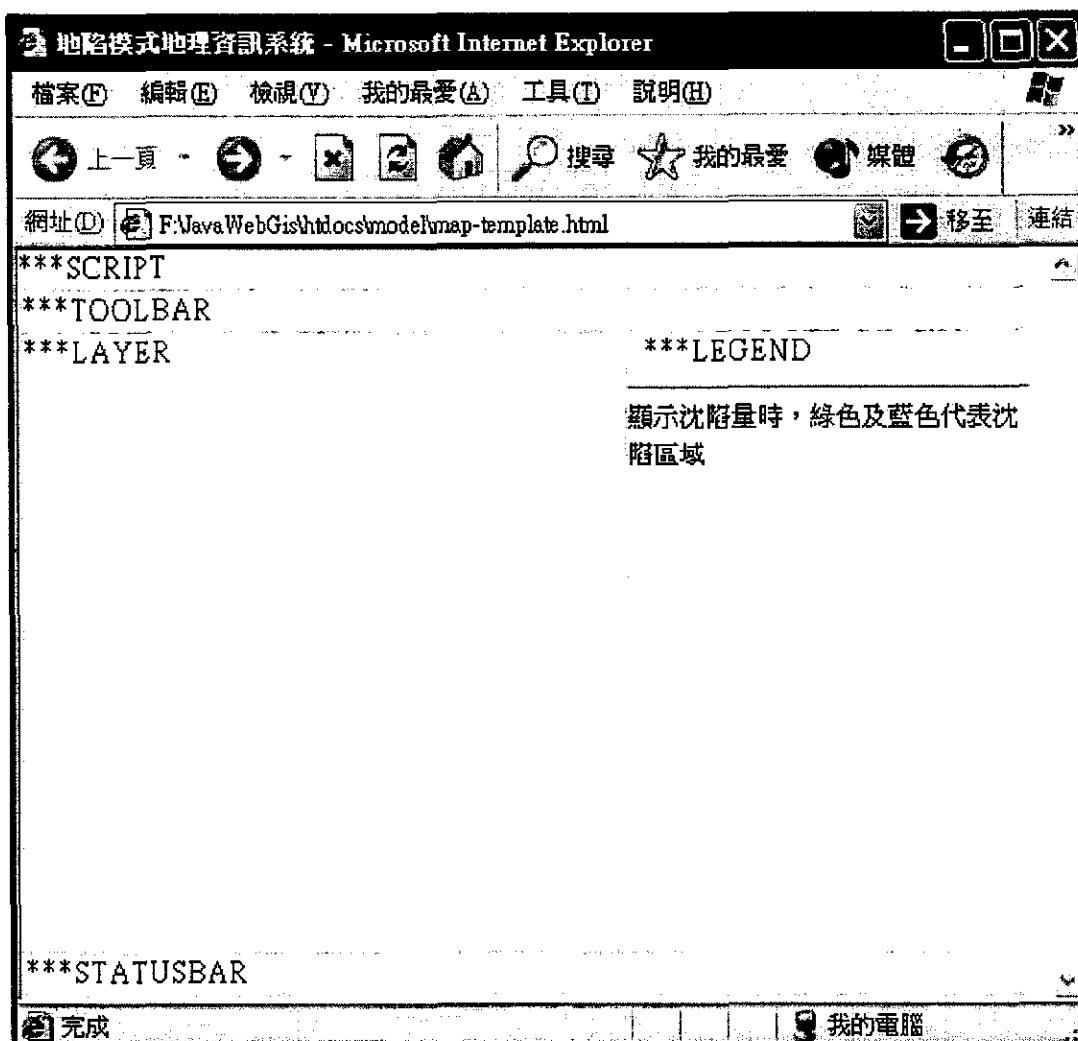 地陷模式地理資訊系統 - Microsoft Internet Explorer
檔案(F) 編輯(E) 檢視(V) 我的最愛(A) 工具(T) 說明(H)
上一頁 搜尋 我的最愛 媒體 »
網址(D) F:\JavaWebGis\htdocs\model\map-template.html 移至 連結
***SCRIPT
***TOOLBAR
***LAYER ***LEGEND
顯示沈陷量時，綠色及藍色代表沈
陷區域
***STATUSBAR
完成 我的電腦